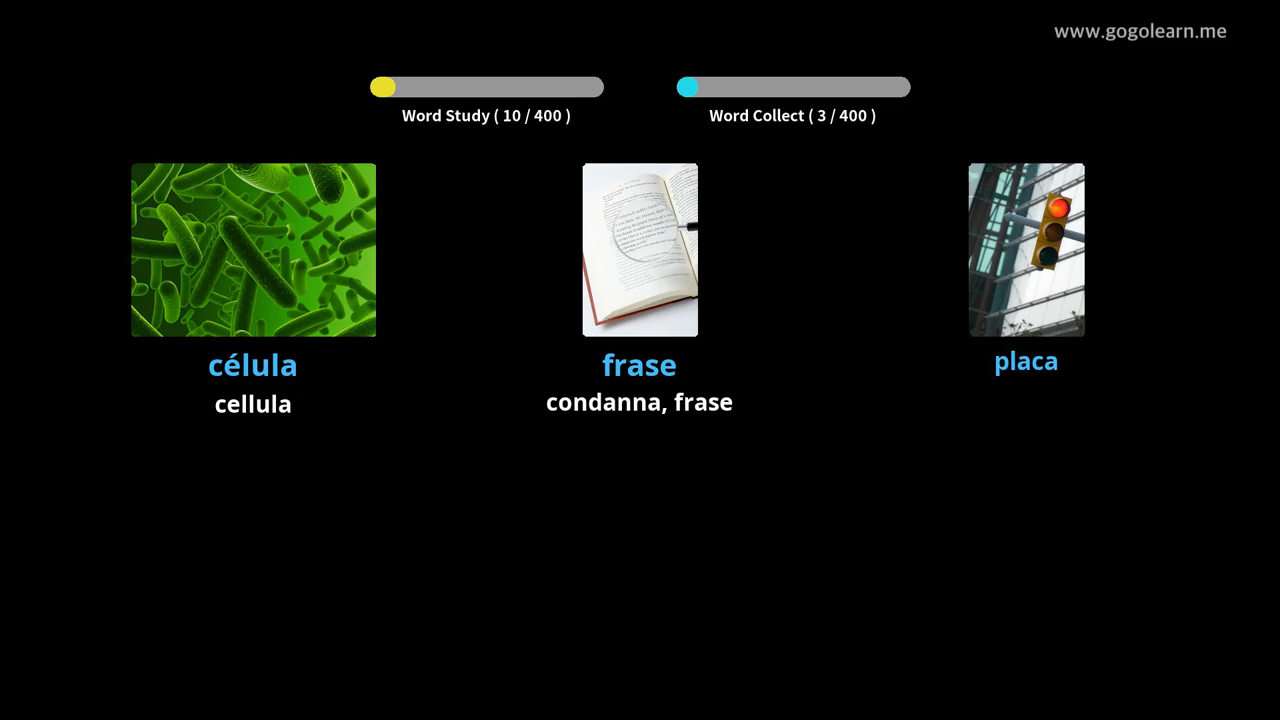 www.gogolearn.me
Word Study ( 10 / 400 )
Word Collect ( 3 / 400 )
célula
frase
placa
cellula
condanna, frase